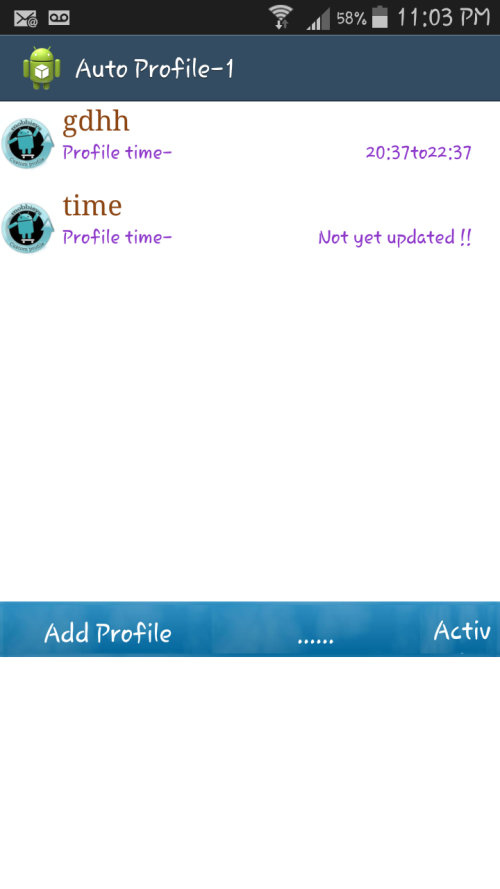 58% 11:03 PM
Auto Profile-1
gdhh
Profile time- 20:37to22:37
time
Profile time- Not yet updated !!
Add Profile ...... Activ